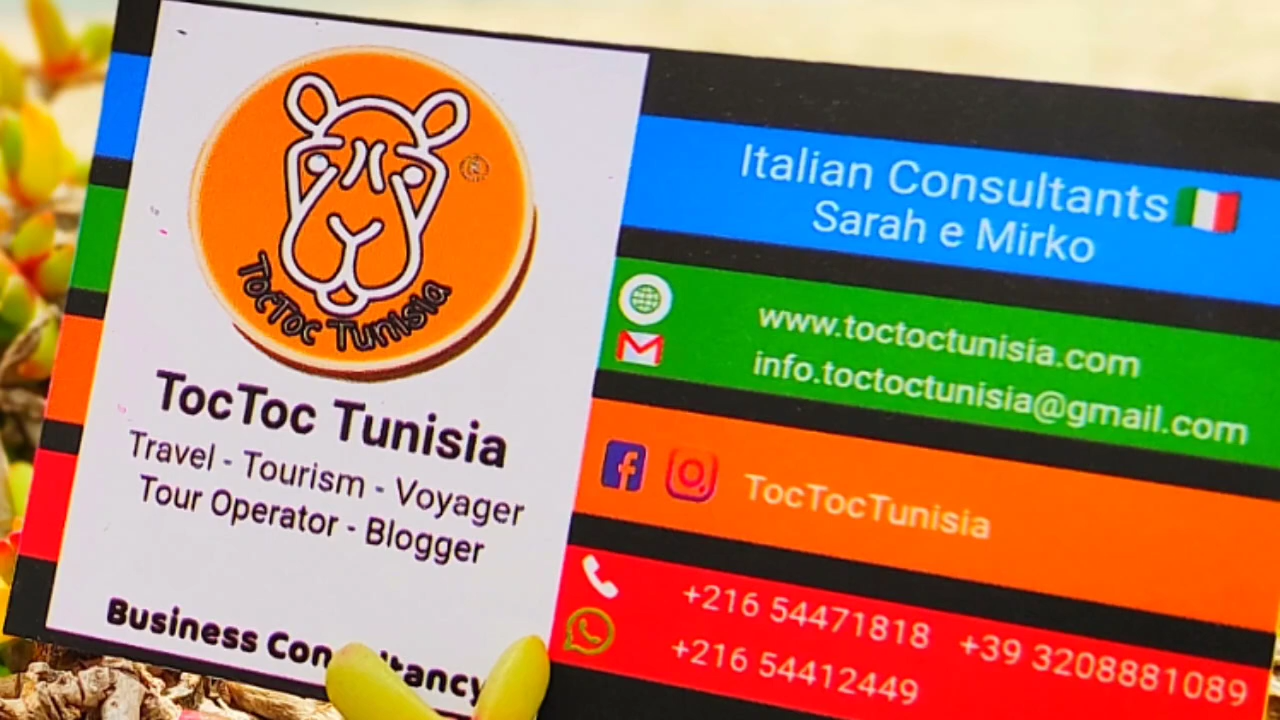 TocToc Tunisia
TocToc Tunisia
Travel - Tourism - Voyager
Tour Operator - Blogger
Business
Italian Consultants
Sarah e Mirko
www.toctoctunisia.com
info.toctoctunisia@gmail.com
TocTocTunisia
+216 54471818 +39 3208881089
+216 54412449